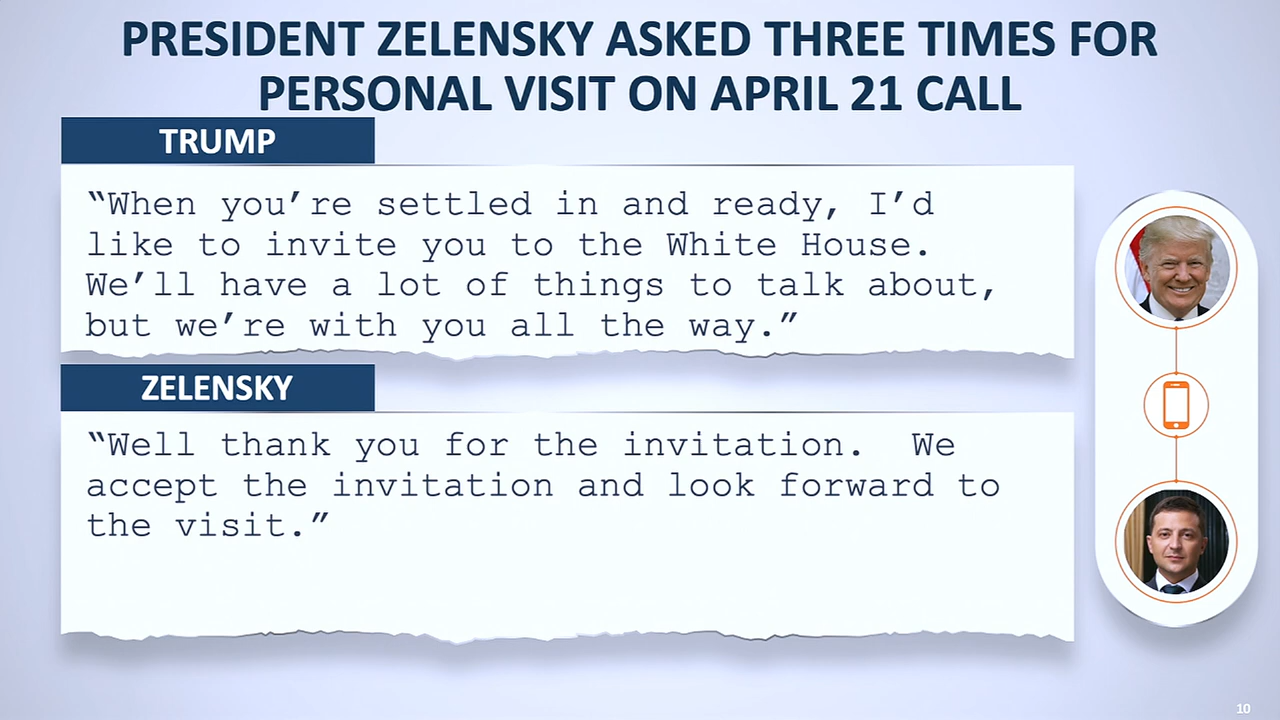 PRESIDENT ZELENSKY ASKED THREE TIMES FOR
PERSONAL VISIT ON APRIL 21 CALL
TRUMP
“When you’re settled in and ready, I’d
like to invite you to the White House.
We’ll have a lot of things to talk about,
but we’re with you all the way.”
ZELENSKY
“Well thank you for the invitation.  We
accept the invitation and look forward to
the visit.”
10